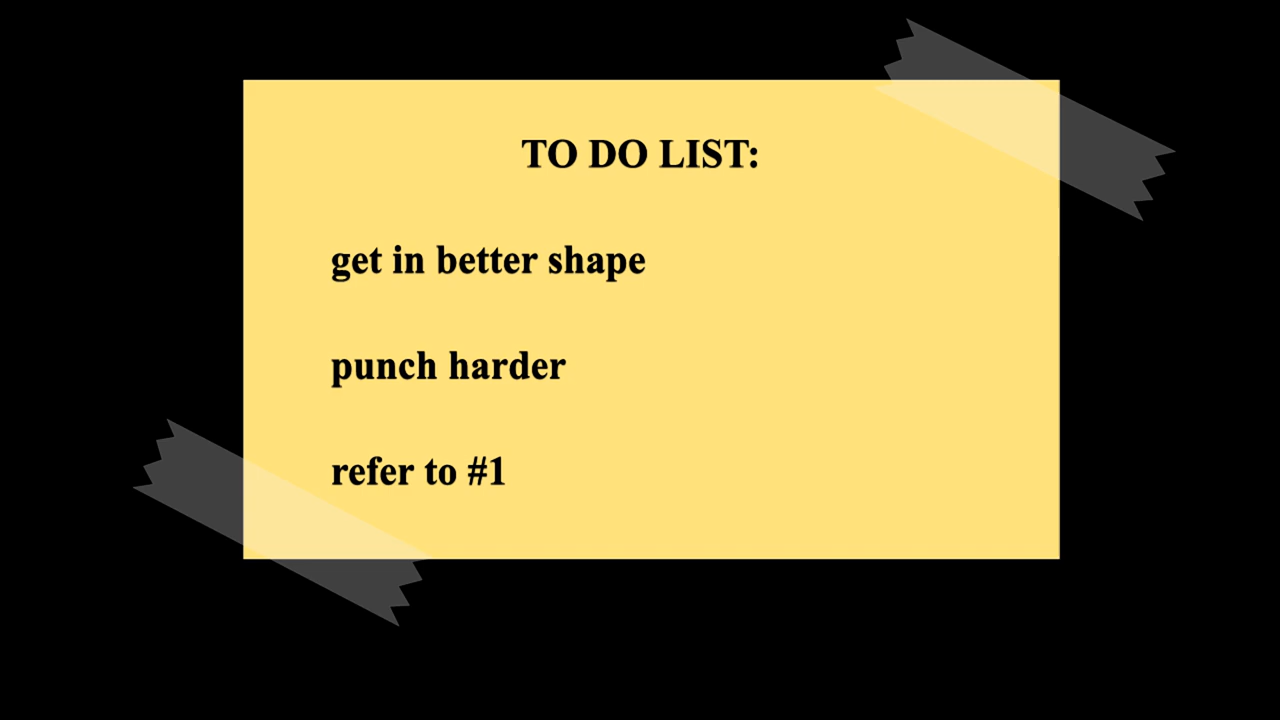 TO DO LIST:
get in better shape
punch harder
refer to #1